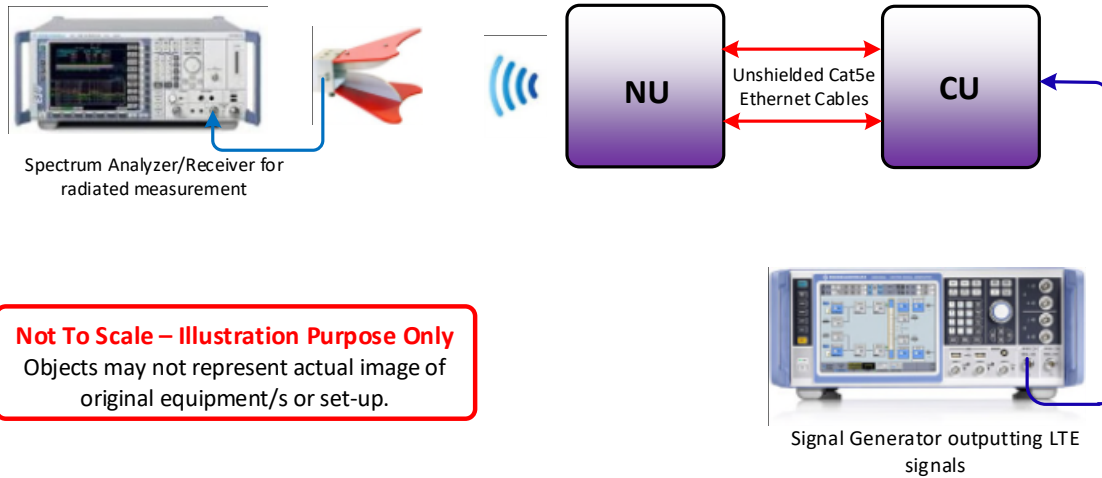 NU
Unshielded Cat5e
Ethernet Cables
CU
Spectrum Analyzer/Receiver for
radiated measurement
Not To Scale – Illustration Purpose Only
Objects may not represent actual image of
original equipment/s or set-up.
Signal Generator outputting LTE
signals